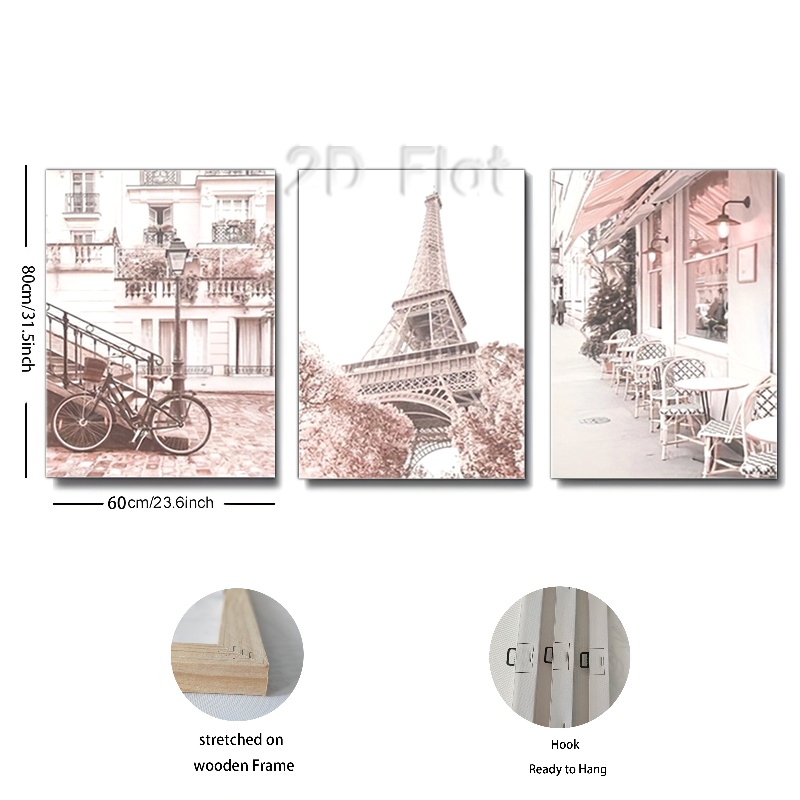 2D Flat
80cm/31.5inch
60cm/23.6inch
stretched on
wooden Frame
Hook
Ready to Hang